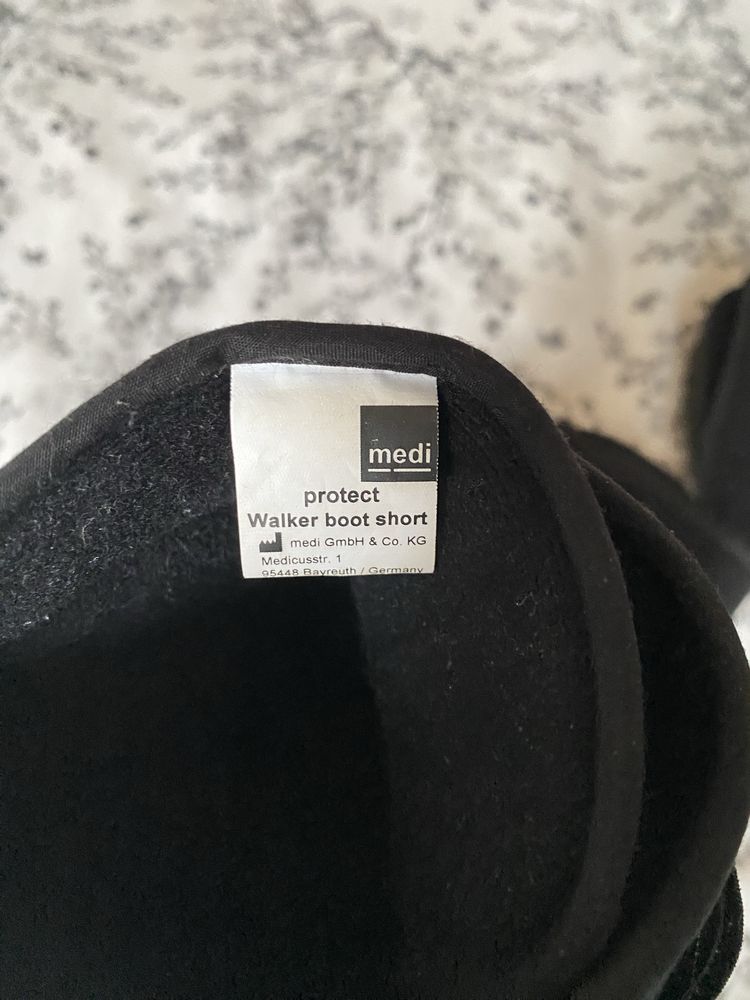 medi
protect
Walker boot short
medi GmbH & Co. KG
Medicusstr. 1
95448 Bayreuth / Germany